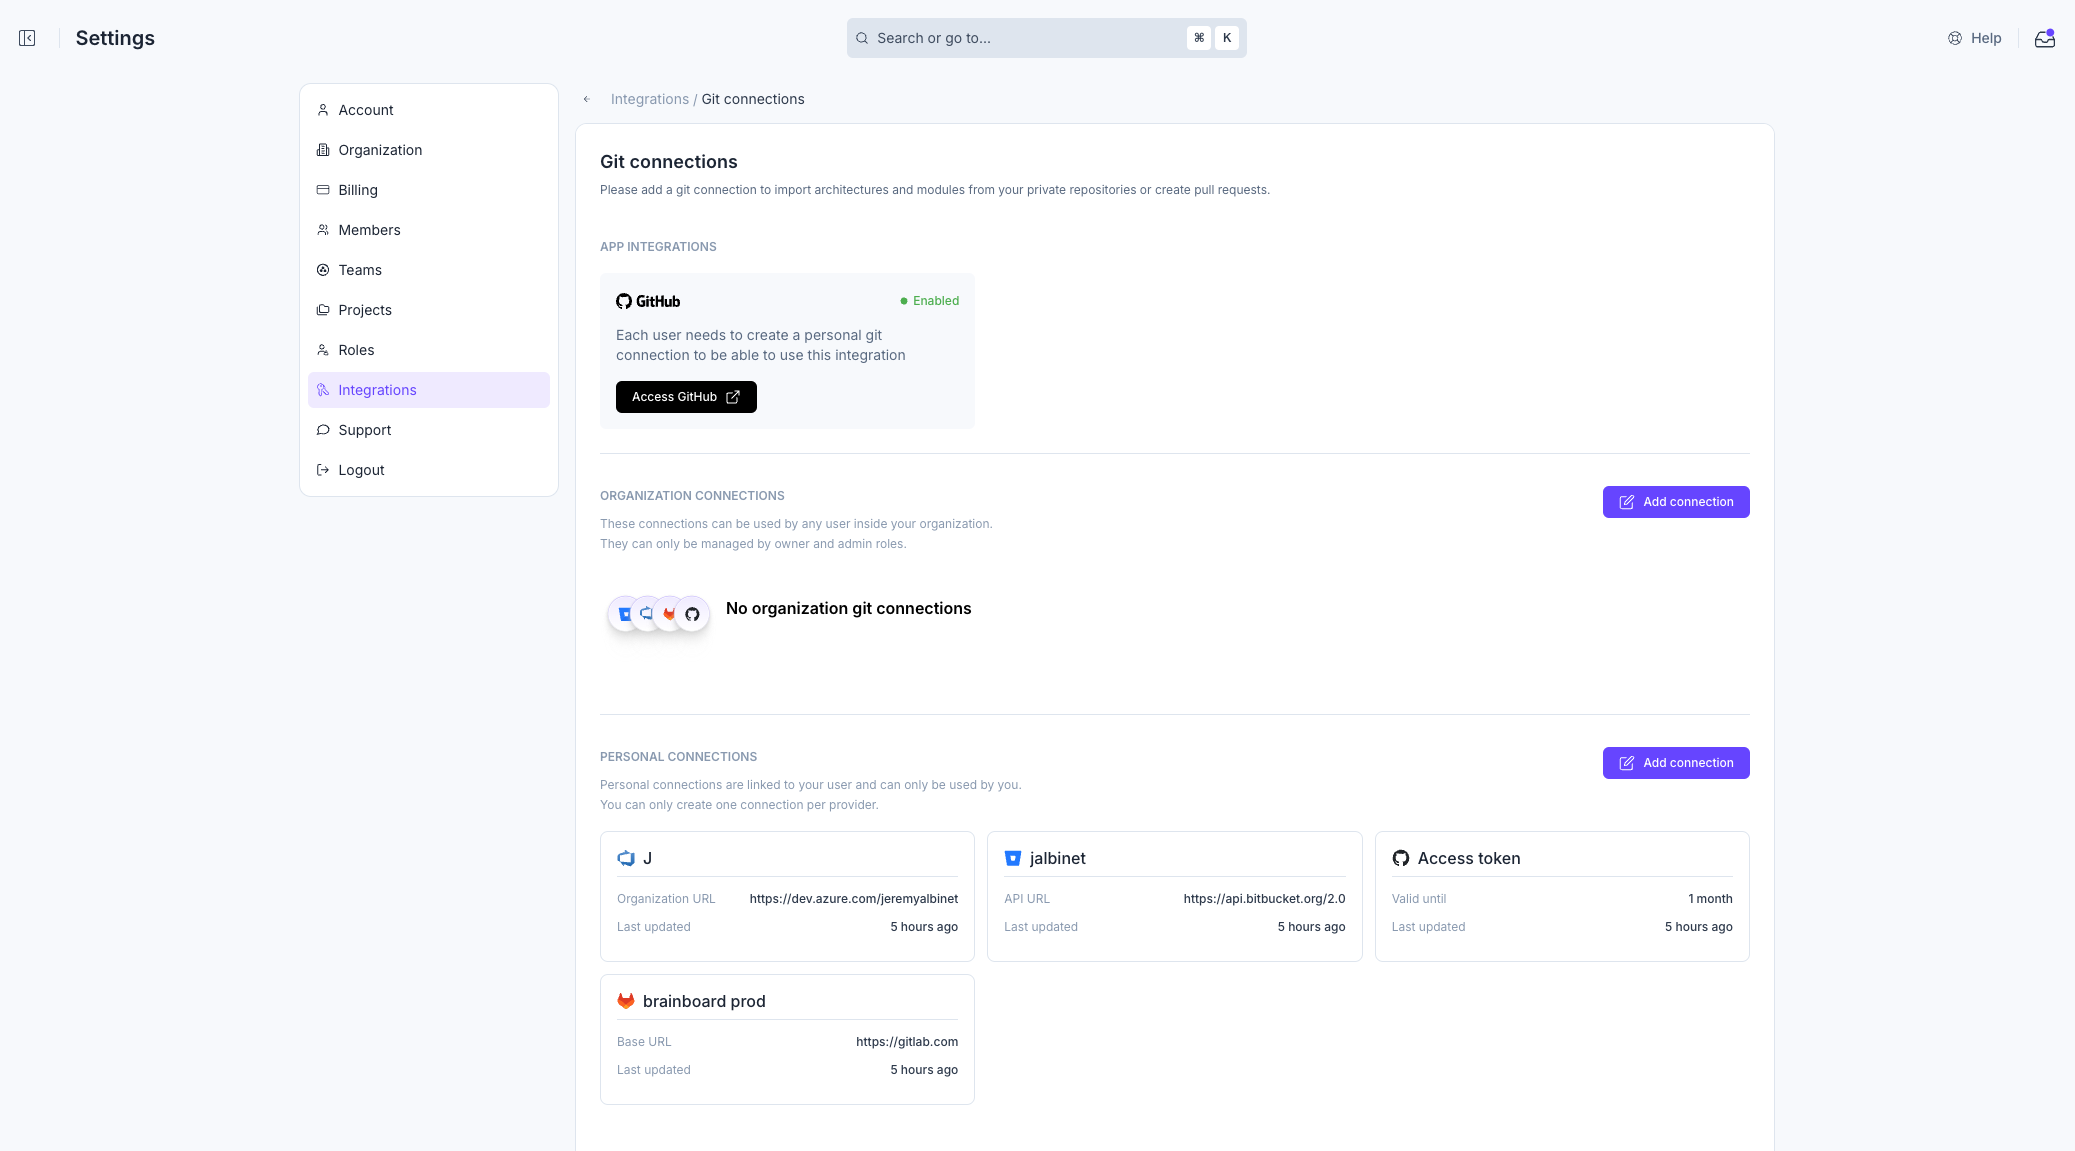 Settings
Search or go to...
⌘ K
Help
Account
Organization
Billing
Members
Teams
Projects
Roles
Integrations
Support
Logout
Integrations / Git connections
Git connections
Please add a git connection to import architectures and modules from your private repositories or create pull requests.
APP INTEGRATIONS
GitHub
Enabled
Each user needs to create a personal git
connection to be able to use this integration
Access GitHub
ORGANIZATION CONNECTIONS
Add connection
These connections can be used by any user inside your organization.
They can only be managed by owner and admin roles.
No organization git connections
PERSONAL CONNECTIONS
Add connection
Personal connections are linked to your user and can only be used by you.
You can only create one connection per provider.
J
Organization URL https://dev.azure.com/jeremyalbinet
Last updated 5 hours ago
jalbinet
API URL https://api.bitbucket.org/2.0
Last updated 5 hours ago
Access token
Valid until 1 month
Last updated 5 hours ago
brainboard prod
Base URL https://gitlab.com
Last updated 5 hours ago